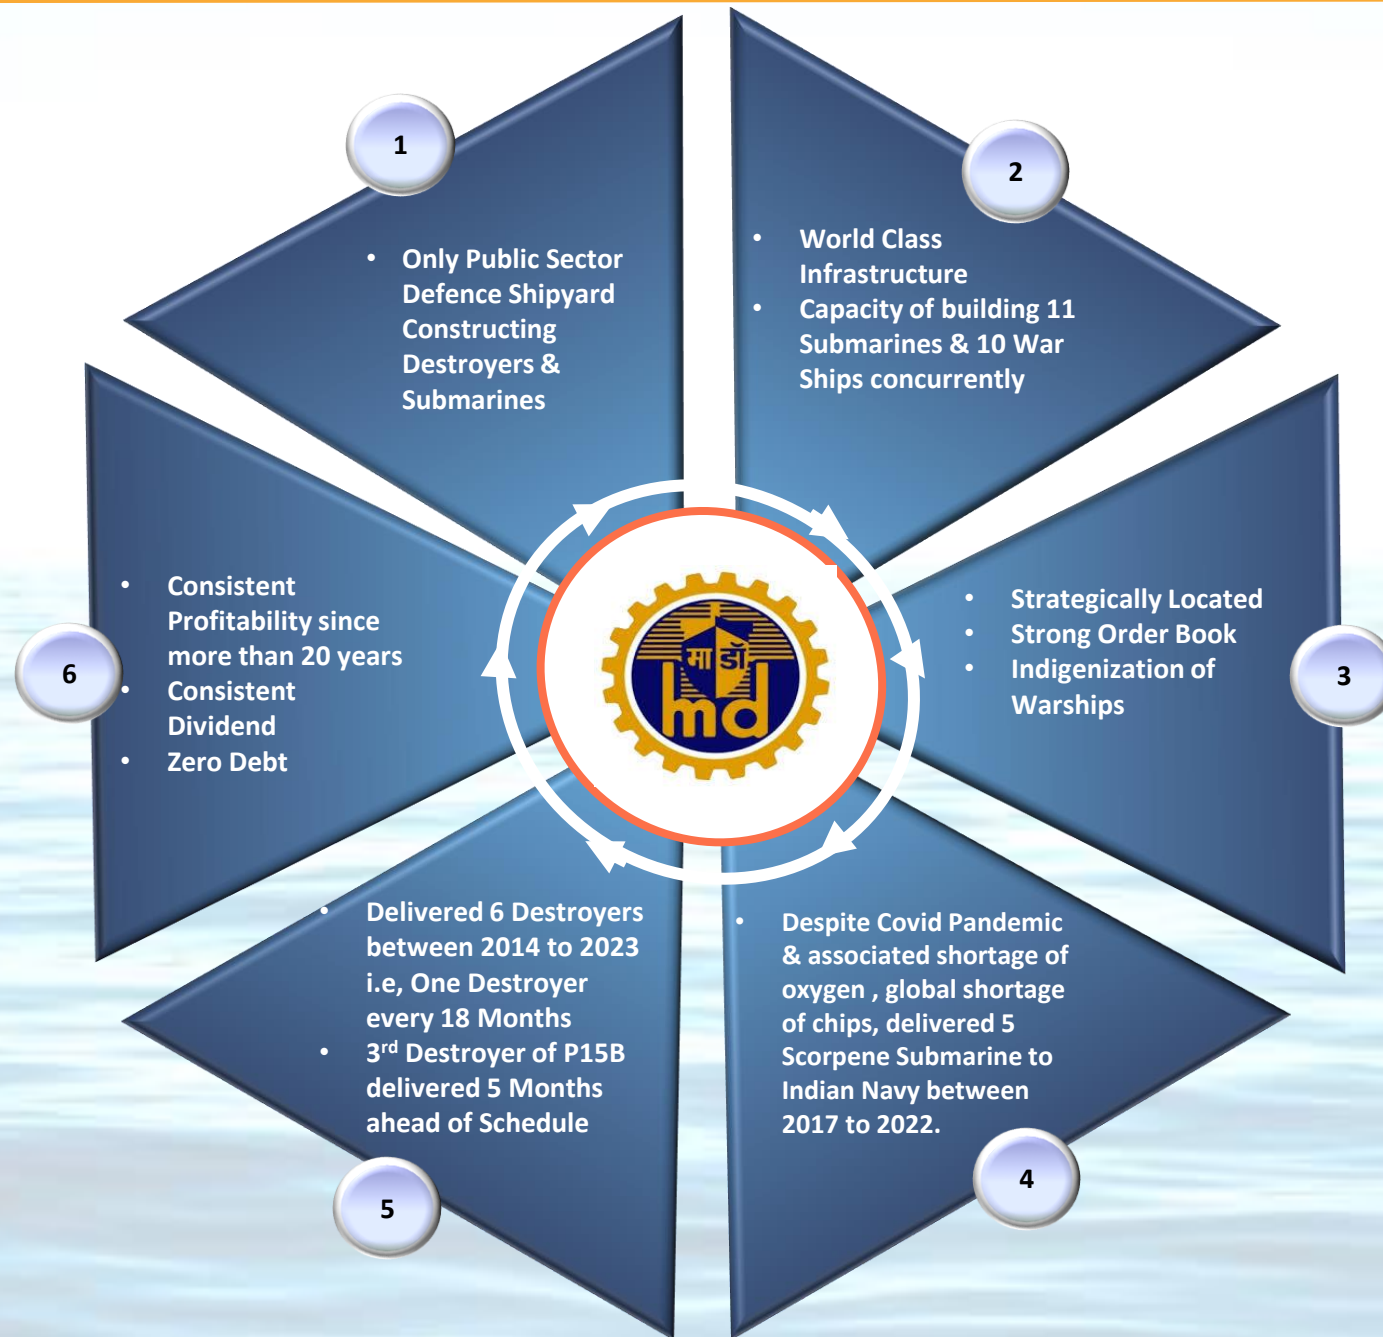 1
• Only Public Sector
Defence Shipyard
Constructing
Destroyers &
Submarines
2
• World Class
Infrastructure
• Capacity of building 11
Submarines & 10 War
Ships concurrently
3
• Strategically Located
• Strong Order Book
• Indigenization of
Warships
4
• Despite Covid Pandemic
& associated shortage of
oxygen , global shortage
of chips, delivered 5
Scorpene Submarine to
Indian Navy between
2017 to 2022.
5
• Delivered 6 Destroyers
between 2014 to 2023
i.e, One Destroyer
every 18 Months
• 3rd Destroyer of P15B
delivered 5 Months
ahead of Schedule
6
• Consistent
Profitability since
more than 20 years
• Consistent
Dividend
• Zero Debt
मा डॉ
md